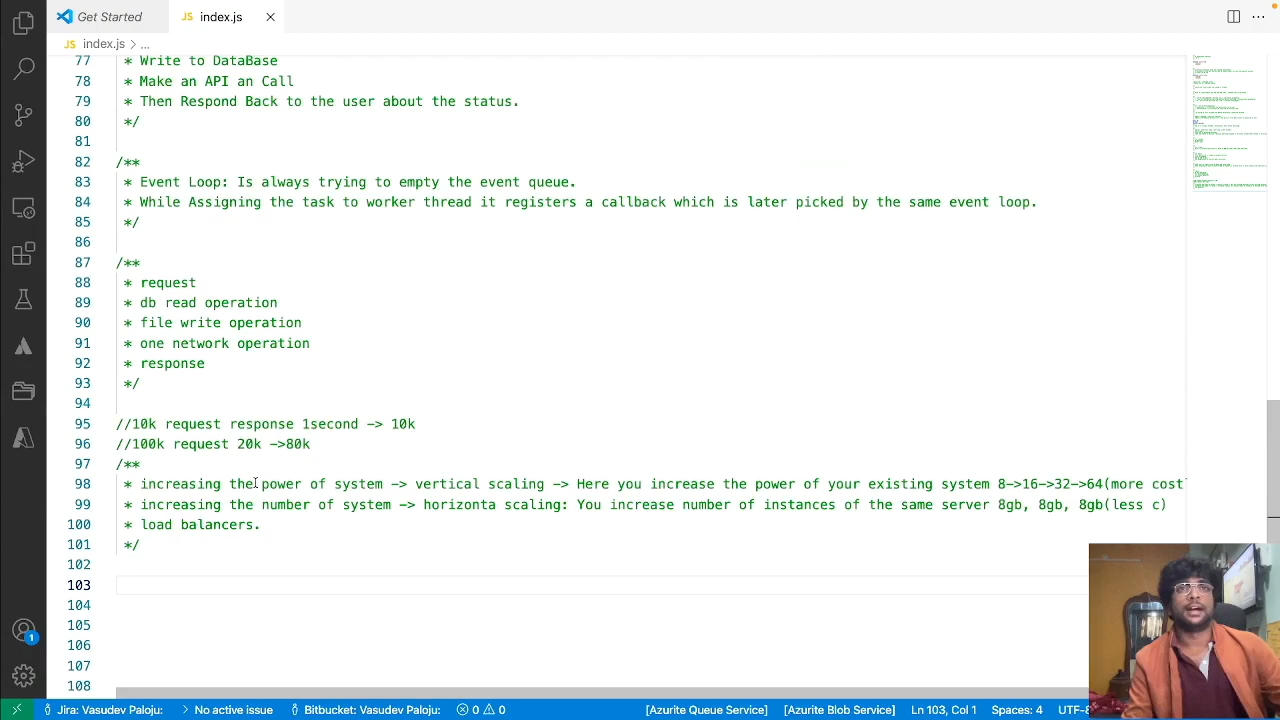 Get Started
JS index.js
JS index.js > ...
77 * Write to DataBase
78 * Make an API an Call
79 * Then Respond Back to the user about the status.
80 */
81
82 /**
83 * Event Loop: Is always trying to empty the event queue.
84 * While Assigning the task to worker thread it registers a callback which is later picked by the same event loop.
85 */
86
87 /**
88 * request
89 * db read operation
90 * file write operation
91 * one network operation
92 * response
93 */
94
95 //10k request response 1second -> 10k
96 //100k request 20k ->80k
97 /**
98 * increasing the power of system -> vertical scaling -> Here you increase the power of your existing system 8->16->32->64(more cost
99 * increasing the number of system -> horizonta scaling: You increase number of instances of the same server 8gb, 8gb, 8gb(less c)
100 * load balancers.
101 */
102
103
104
105
106
107
108
1
Jira: Vasudev Paloju: > No active issue Bitbucket: Vasudev Paloju: 0 0 [Azurite Queue Service] [Azurite Blob Service] Ln 103, Col 1 Spaces: 4 UTF-8